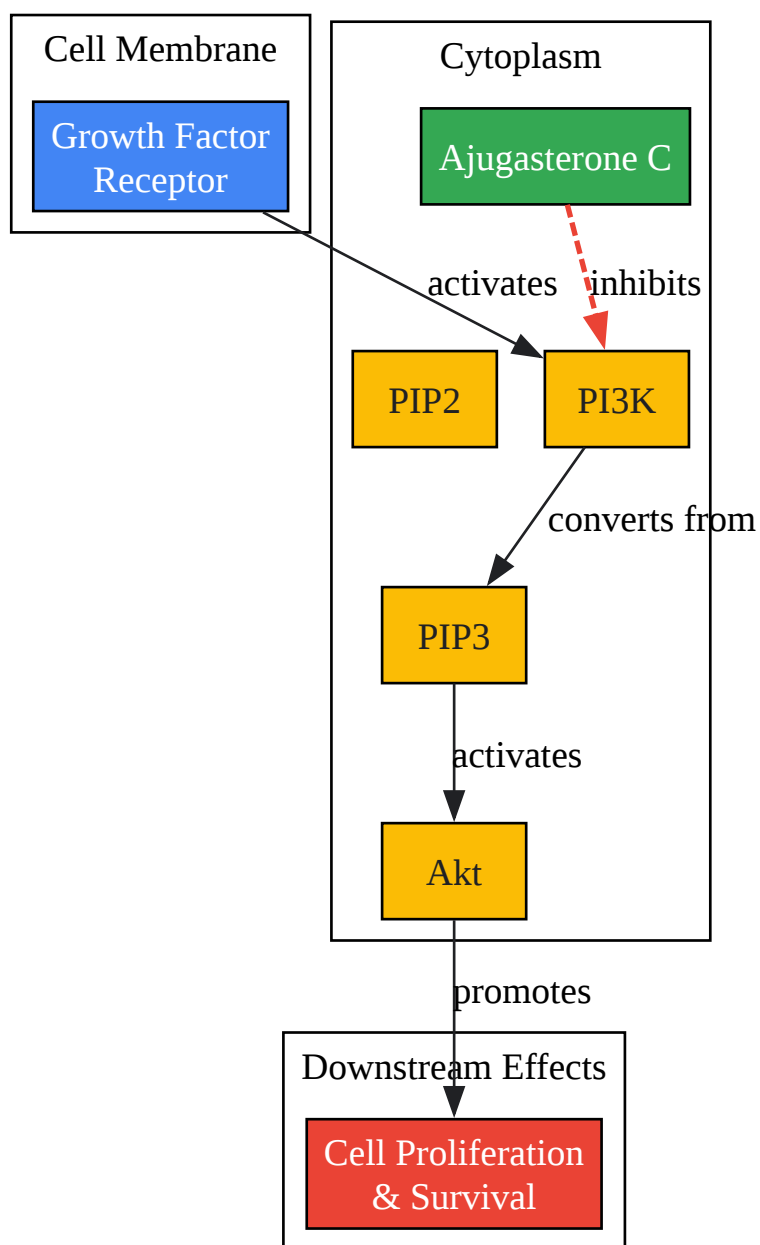 Cell Membrane
Cytoplasm
Growth Factor
Receptor
Ajugasterone C
activates
inhibits
PIP2
PI3K
converts from
PIP3
activates
Akt
promotes
Downstream Effects
Cell Proliferation
& Survival